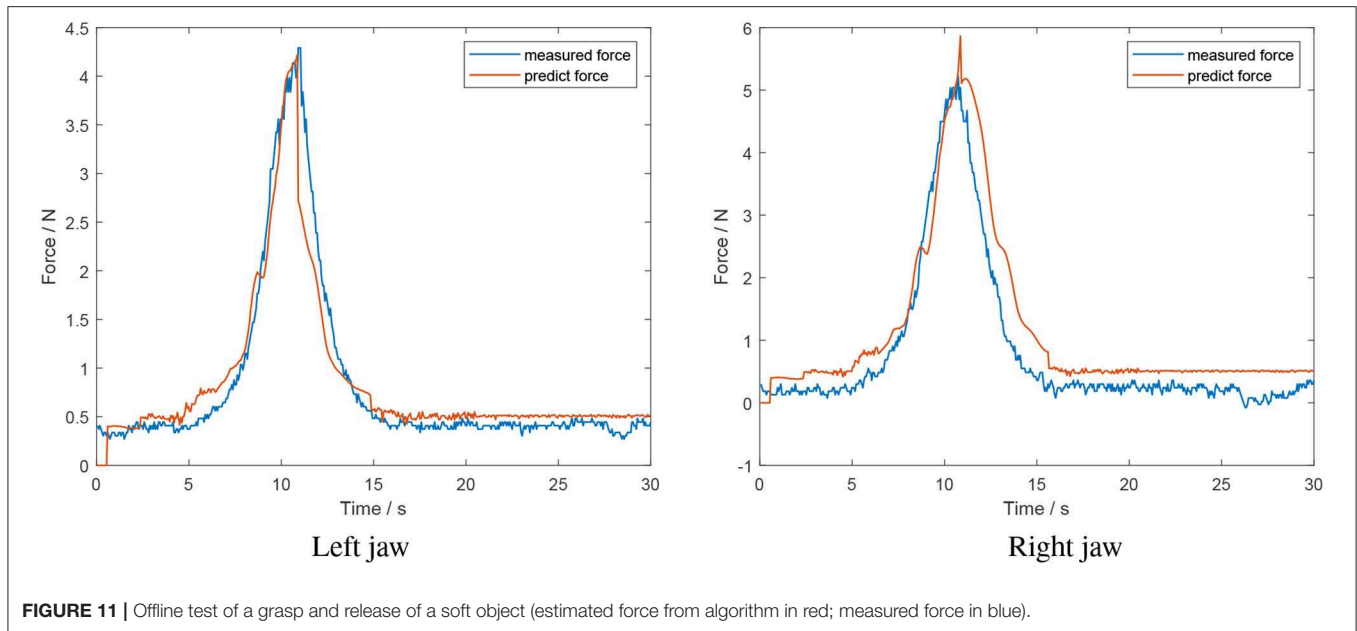 4.5
4
3.5
3
2.5
2
1.5
1
0.5
0
Force / N
measured force
predict force
0 5 10 15 20 25 30
Time / s
Left jaw
6
5
4
3
2
1
0
-1
Force / N
measured force
predict force
0 5 10 15 20 25 30
Time / s
Right jaw
FIGURE 11 | Offline test of a grasp and release of a soft object (estimated force from algorithm in red; measured force in blue).